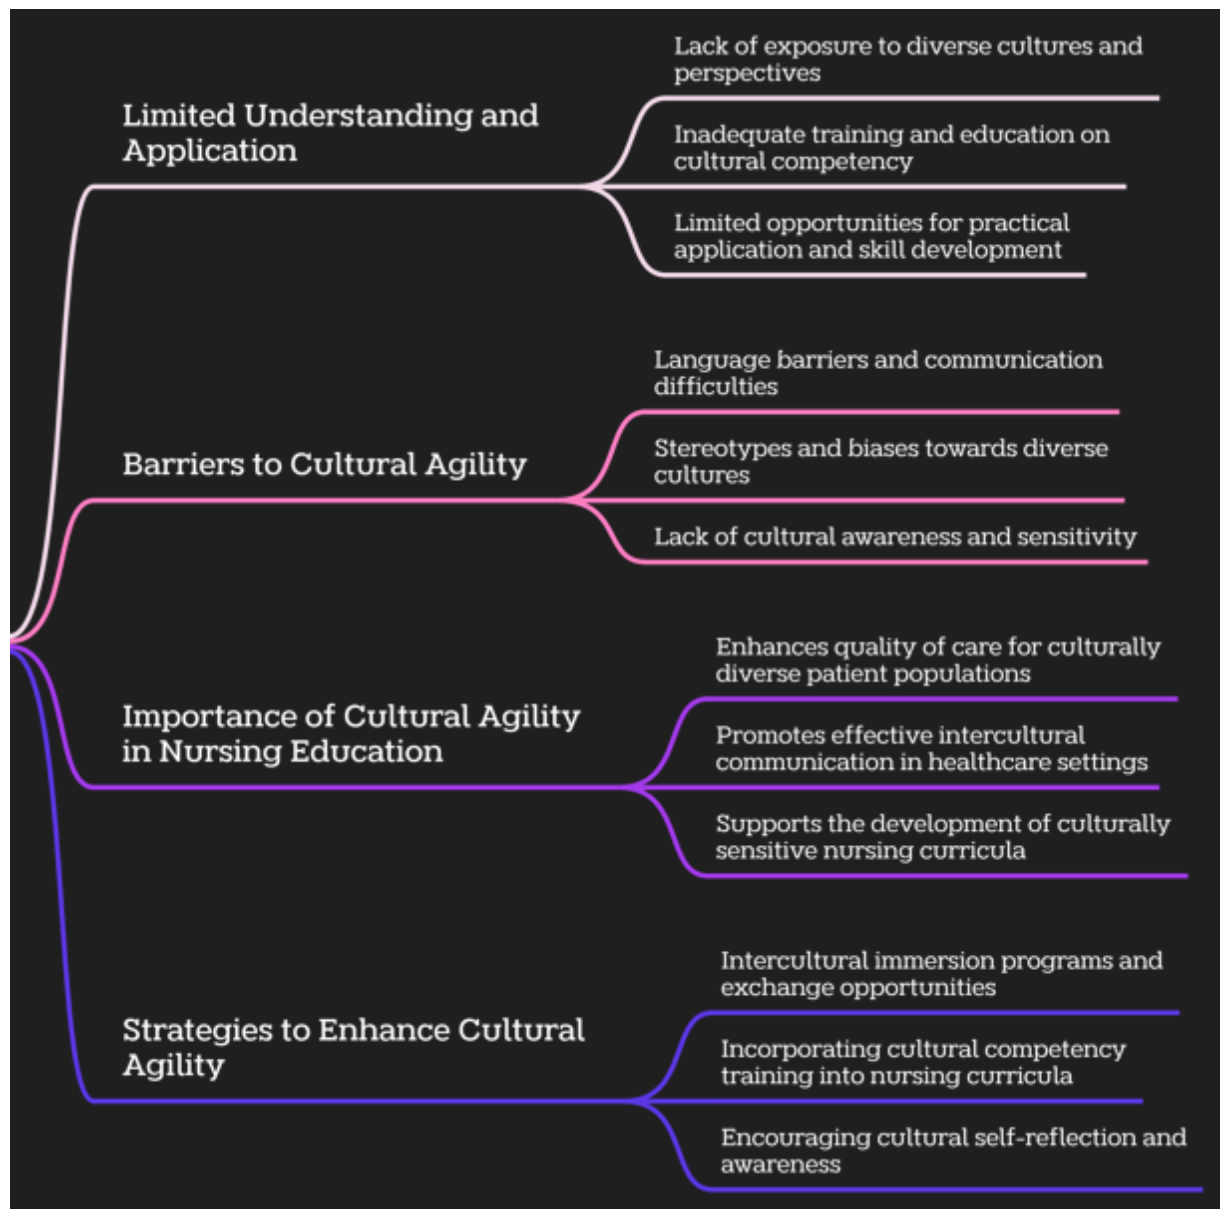 Limited Understanding and
Application
Lack of exposure to diverse cultures and
perspectives
Inadequate training and education on
cultural competency
Limited opportunities for practical
application and skill development
Barriers to Cultural Agility
Language barriers and communication
difficulties
Stereotypes and biases towards diverse
cultures
Lack of cultural awareness and sensitivity
Importance of Cultural Agility
in Nursing Education
Enhances quality of care for culturally
diverse patient populations
Promotes effective intercultural
communication in healthcare settings
Supports the development of culturally
sensitive nursing curricula
Strategies to Enhance Cultural
Agility
Intercultural immersion programs and
exchange opportunities
Incorporating cultural competency
training into nursing curricula
Encouraging cultural self-reflection and
awareness